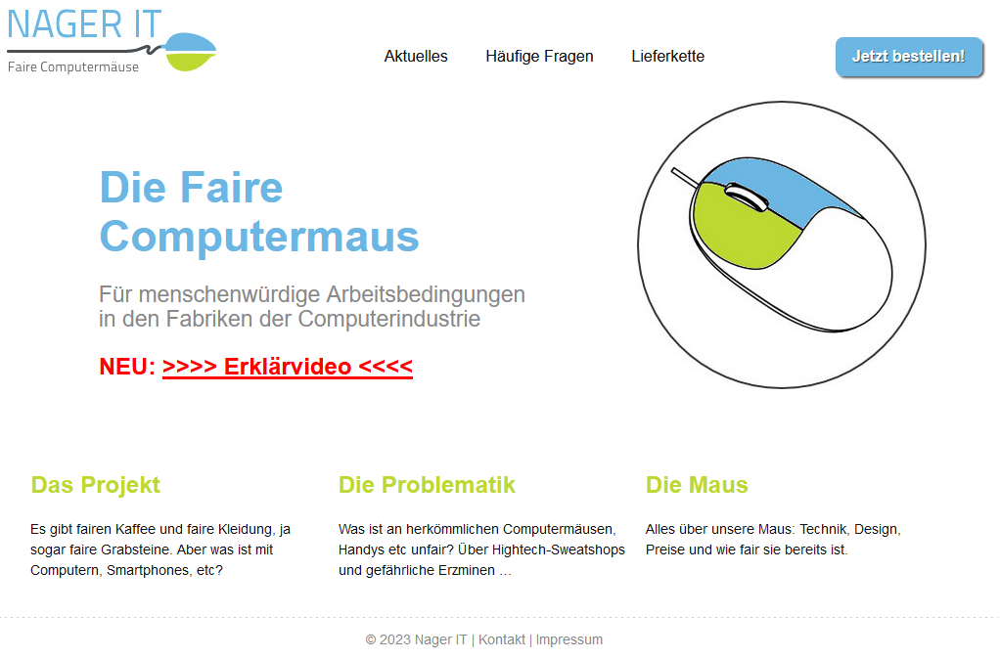 NAGER IT
Faire Computermäuse
Aktuelles
Häufige Fragen
Lieferkette
Jetzt bestellen!
Die Faire
Computermaus
Für menschenwürdige Arbeitsbedingungen
in den Fabriken der Computerindustrie
NEU: >>>> Erklärvideo <<<<
Das Projekt
Es gibt fairen Kaffee und faire Kleidung, ja
sogar faire Grabsteine. Aber was ist mit
Computern, Smartphones, etc?
Die Problematik
Was ist an herkömmlichen Computermäusen,
Handys etc unfair? Über Hightech-Sweatshops
und gefährliche Erzminen …
Die Maus
Alles über unsere Maus: Technik, Design,
Preise und wie fair sie bereits ist.
© 2023 Nager IT | Kontakt | Impressum